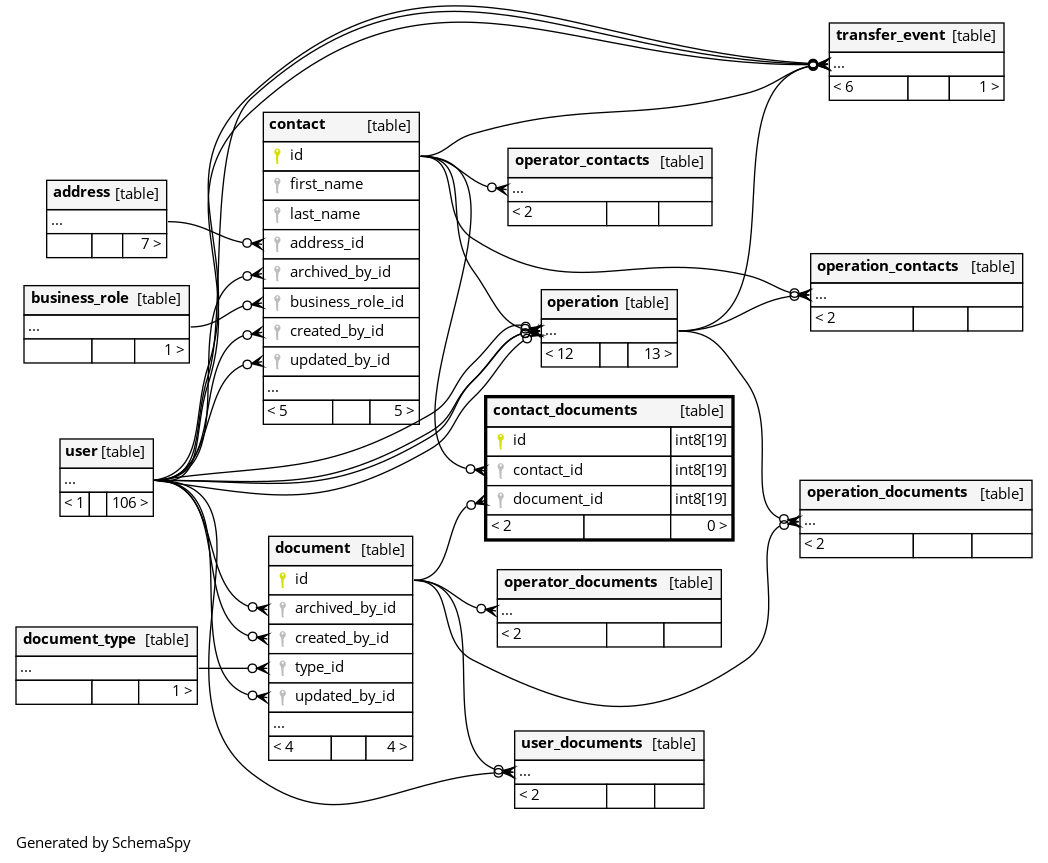 transfer_event [table]
...
< 6 1 >
contact [table]
id
first_name
last_name
address_id
archived_by_id
business_role_id
created_by_id
updated_by_id
...
< 5 5 >
operator_contacts [table]
...
< 2
address [table]
...
7 >
operation_contacts [table]
...
< 2
business_role [table]
...
1 >
operation [table]
...
< 12 13 >
contact_documents [table]
id int8[19]
contact_id int8[19]
document_id int8[19]
< 2 0 >
user [table]
...
< 1 106 >
operation_documents [table]
...
< 2
document [table]
id
archived_by_id
created_by_id
type_id
updated_by_id
...
< 4 4 >
operator_documents [table]
...
< 2
document_type [table]
...
1 >
user_documents [table]
...
< 2
Generated by SchemaSpy